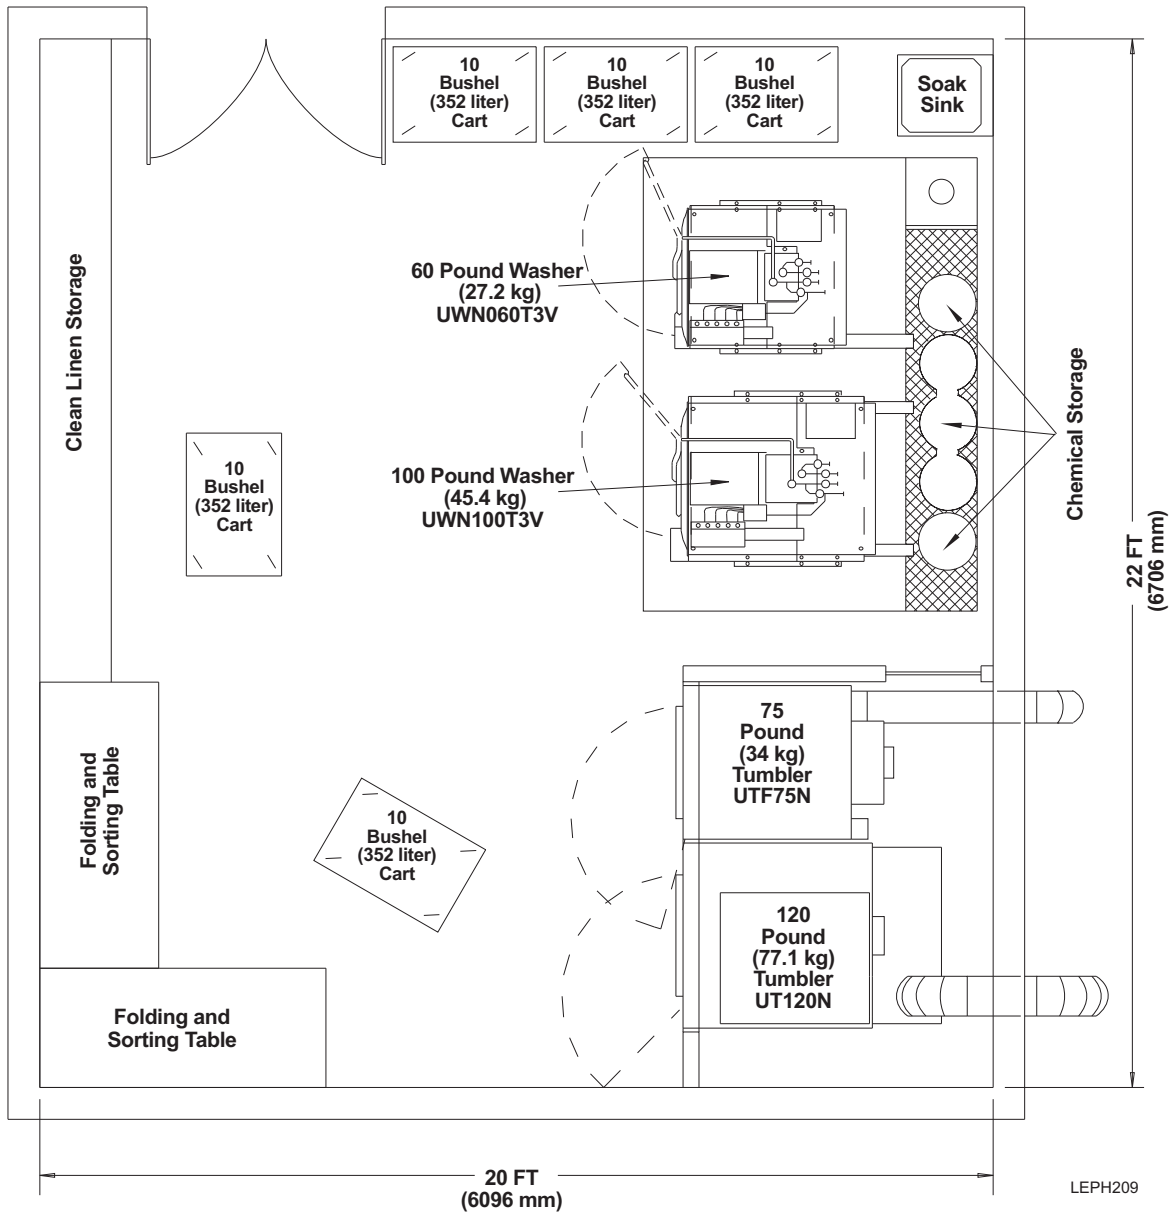 10
Bushel
(352 liter)
Cart
10
Bushel
(352 liter)
Cart
10
Bushel
(352 liter)
Cart
Soak
Sink
Clean Linen Storage
60 Pound Washer
(27.2 kg)
UWN060T3V
Chemical Storage
10
Bushel
(352 liter)
Cart
100 Pound Washer
(45.4 kg)
UWN100T3V
22 FT
(6706 mm)
75
Pound
(34 kg)
Tumbler
UTF75N
Folding and
Sorting Table
10
Bushel
(352 liter)
Cart
120
Pound
(77.1 kg)
Tumbler
UT120N
Folding and
Sorting Table
20 FT
(6096 mm)
LEPH209